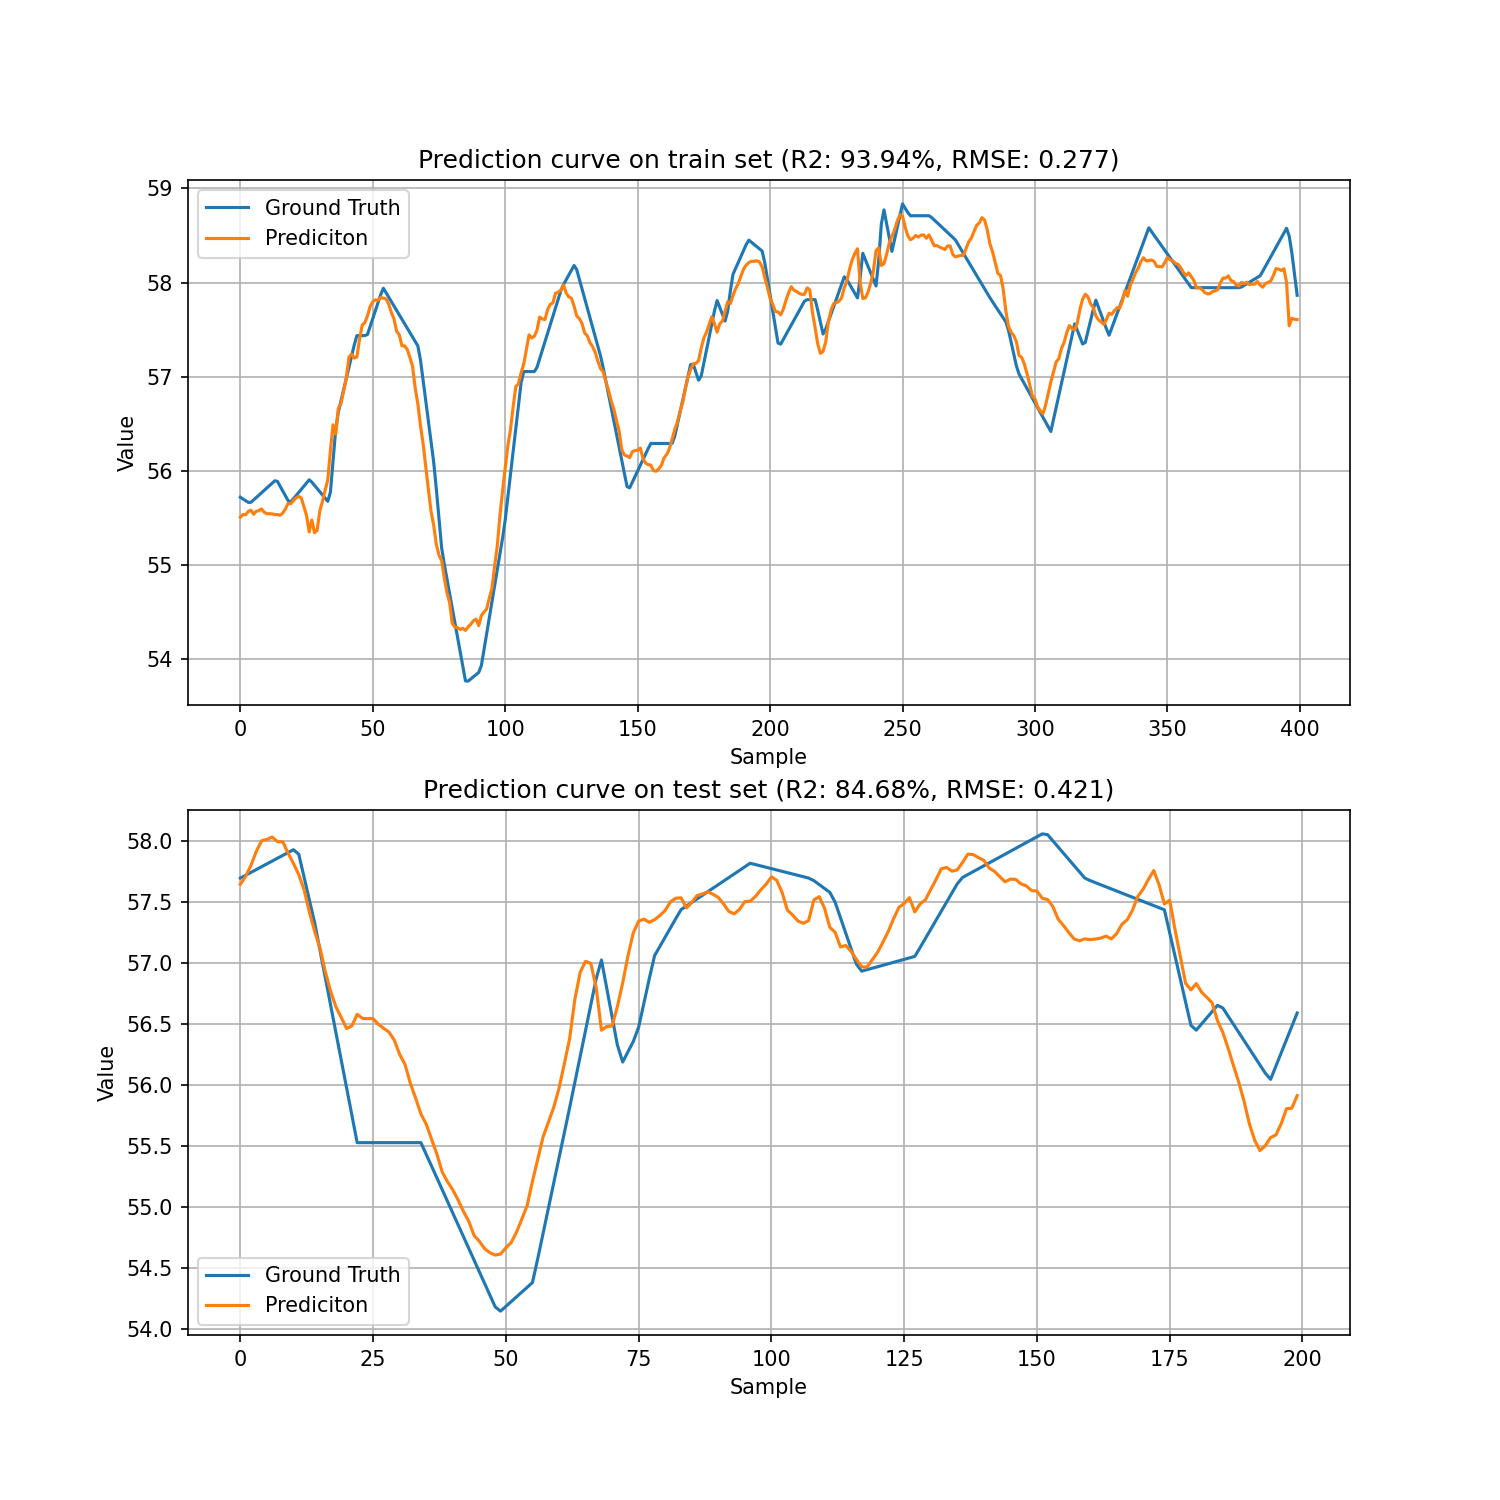 Prediction curve on train set (R2: 93.94%, RMSE: 0.277)
59
58
57
56
55
54
Value
Ground Truth
Prediciton
0 50 100 150 200 250 300 350 400
Sample
Prediction curve on test set (R2: 84.68%, RMSE: 0.421)
58.0
57.5
57.0
56.5
56.0
55.5
55.0
54.5
54.0
Value
Ground Truth
Prediciton
0 25 50 75 100 125 150 175 200
Sample